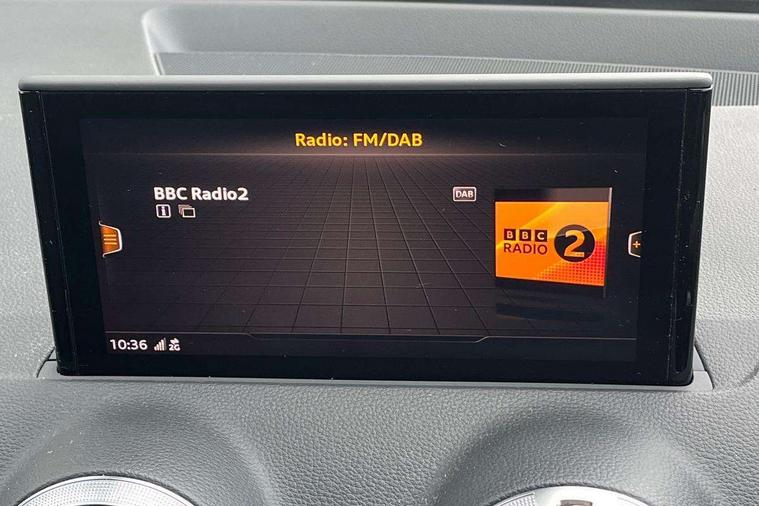 Radio: FM/DAB
BBC Radio2
DAB
BBC
RADIO 2
10:36 2G